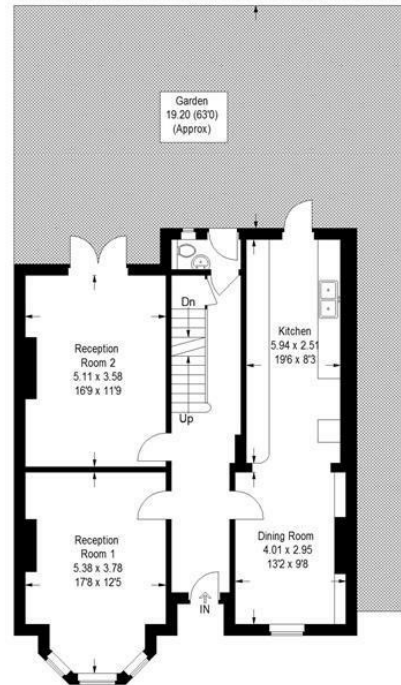 Garden
19.20 (63'0)
(Approx)
Dn
Up
Kitchen
5.94 x 2.51
19'6 x 8'3
Reception
Room 2
5.11 x 3.58
16'9 x 11'9
Reception
Room 1
5.38 x 3.78
17'8 x 12'5
Dining Room
4.01 x 2.95
13'2 x 9'8
IN